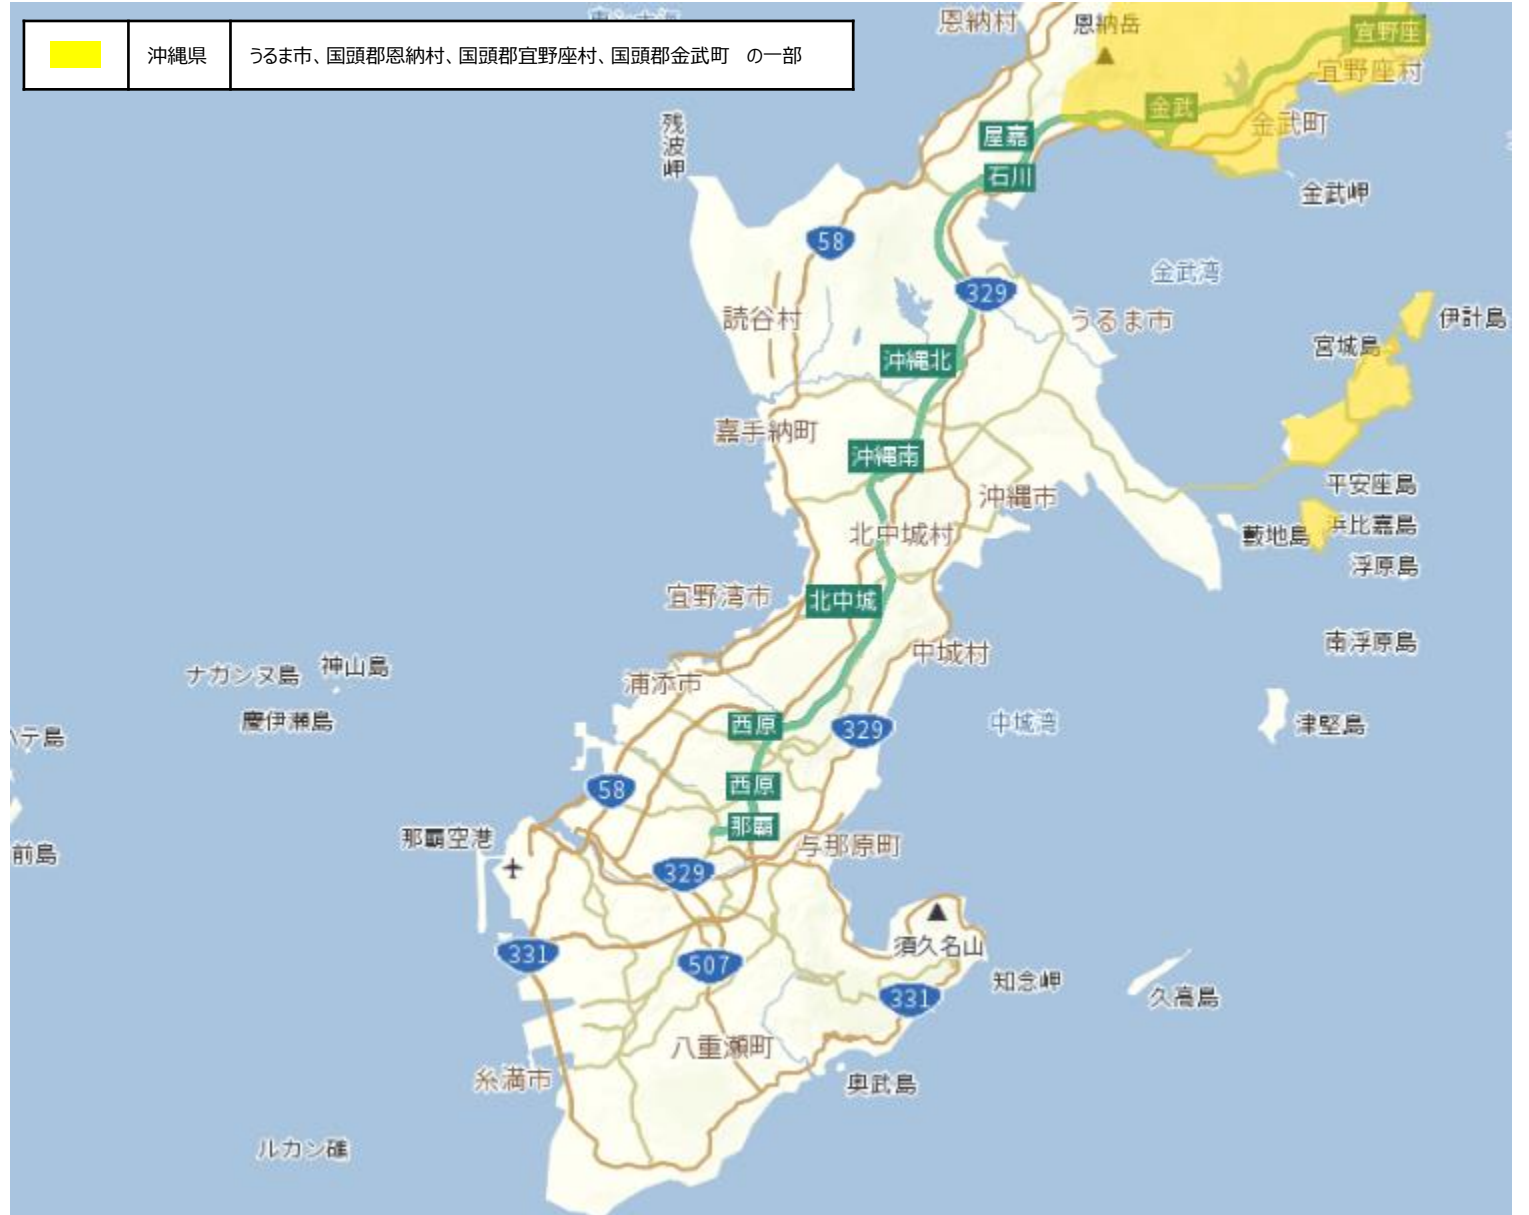 沖縄県
うるま市、国頭郡恩納村、国頭郡宜野座村、国頭郡金武町 の一部
恩納村
恩納岳
宜野座
宜野座村
金武
金武町
残波岬
屋嘉
石川
金武岬
58
金武湾
329
読谷村
うるま市
伊計島
宮城島
沖縄北
嘉手納町
沖縄南
平安座島
沖縄市
北中城村
藪地島
浜比嘉島
浮原島
宜野湾市
北中城
南浮原島
中城村
神山島
ナガンヌ島
浦添市
慶伊瀬島
西原
329
中城湾
津堅島
ハテ島
西原
58
那覇
那覇空港
与那原町
前島
329
須久名山
331
507
知念岬
331
久高島
八重瀬町
糸満市
奥武島
ルカン礁